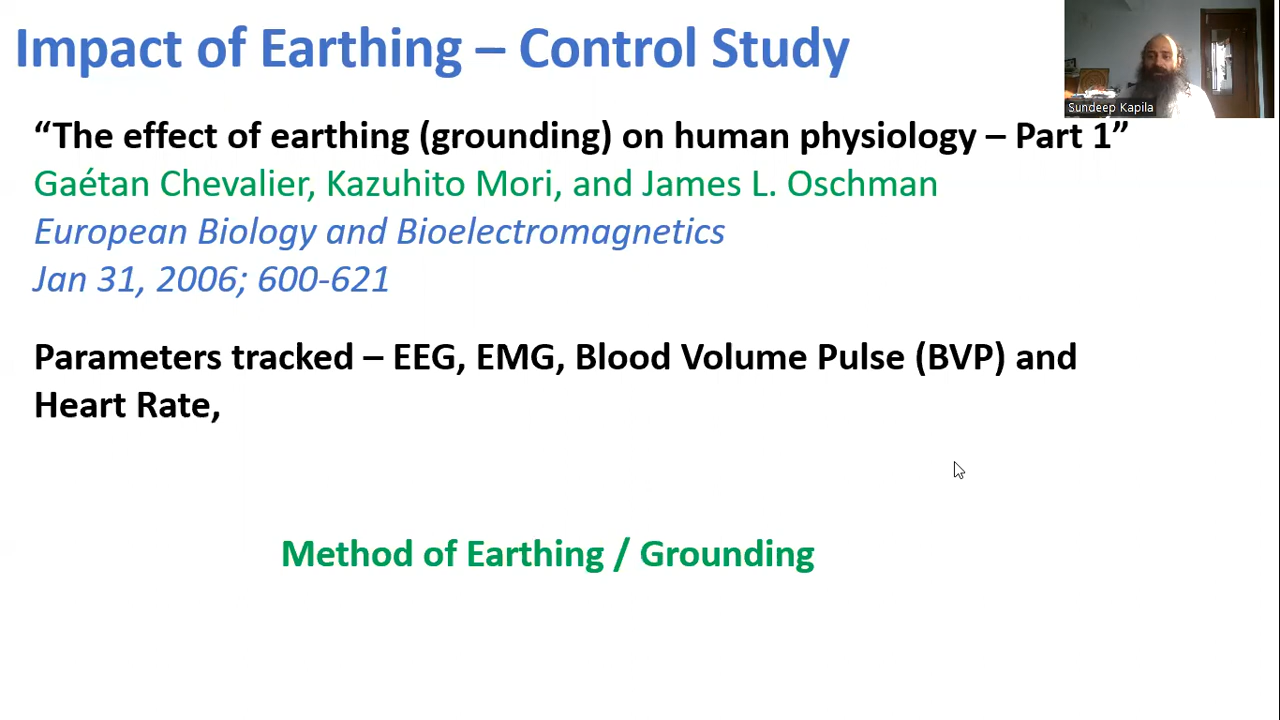 Impact of Earthing – Control Study
Sundeep Kapila
“The effect of earthing (grounding) on human physiology – Part 1”
Gaétan Chevalier, Kazuhito Mori, and James L. Oschman
European Biology and Bioelectromagnetics
Jan 31, 2006; 600-621
Parameters tracked – EEG, EMG, Blood Volume Pulse (BVP) and
Heart Rate,
Method of Earthing / Grounding